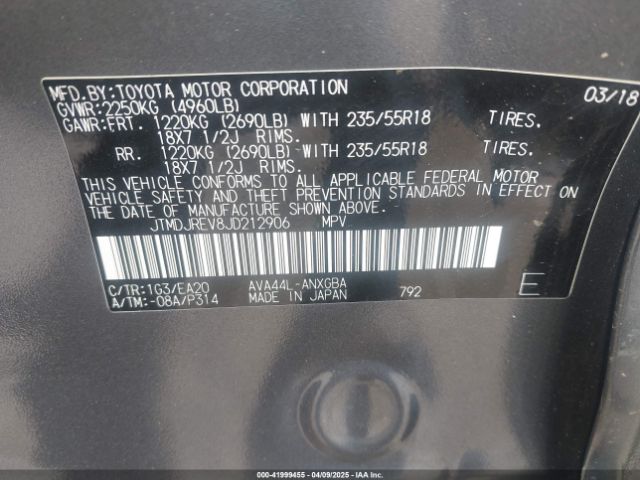 MFD.BY:TOYOTA MOTOR CORPORATION 03/18
GVWR:2250KG (4960LB)
GAWR:FRT. 1220KG (2690LB) WITH 235/55R18 TIRES,
18X7 1/2J RIMS.
RR. 1220KG (2690LB) WITH 235/55R18 TIRES,
18X7 1/2J RIMS.
THIS VEHICLE CONFORMS TO ALL APPLICABLE FEDERAL MOTOR
VEHICLE SAFETY AND THEFT PREVENTION STANDARDS IN EFFECT ON
THE DATE OF MANUFACTURE SHOWN ABOVE.
JTMDJREV8JD212906 MPV
C/TR:1G3/EA20 AVA44L-ANXGBA
A/TM:-08A/P314 MADE IN JAPAN 792 E
000-41999455 - 04/09/2025 - IAA, Inc.